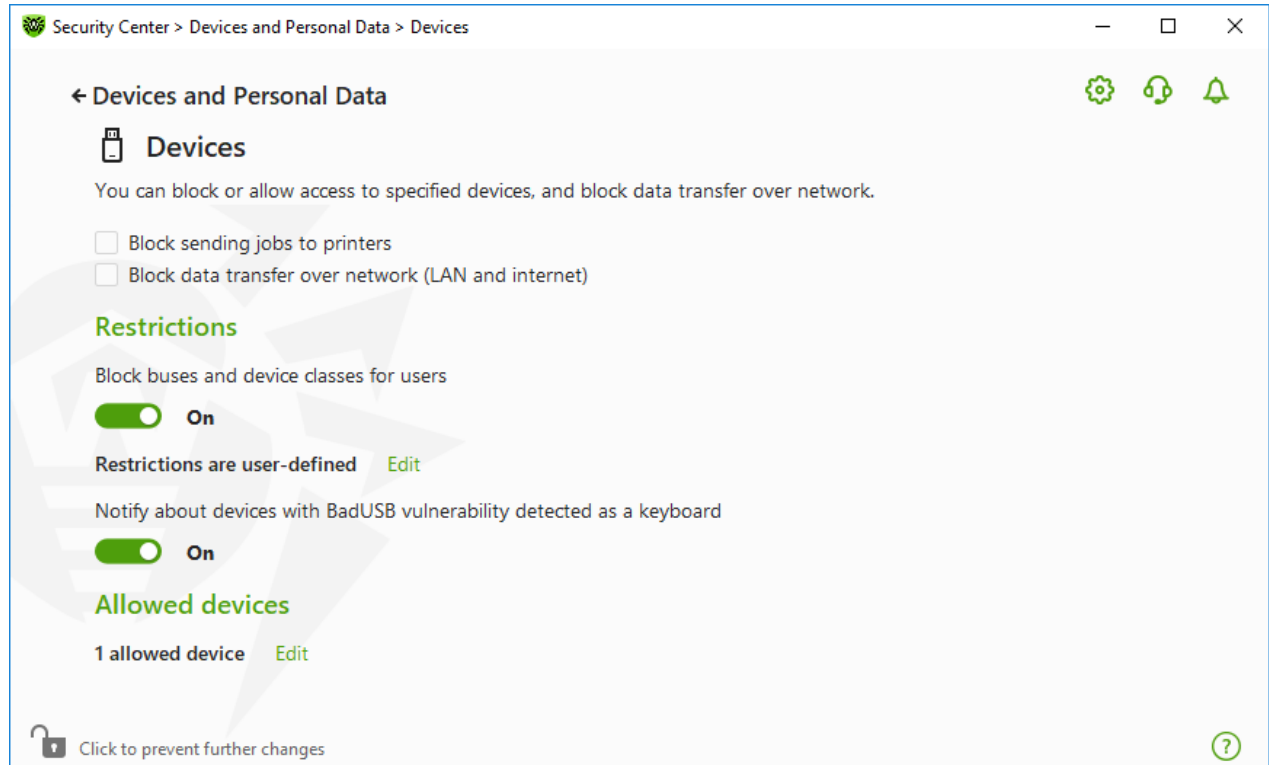 Security Center > Devices and Personal Data > Devices
Devices and Personal Data
Devices
You can block or allow access to specified devices, and block data transfer over network.
Block sending jobs to printers
Block data transfer over network (LAN and internet)
Restrictions
Block buses and device classes for users
On
Restrictions are user-defined Edit
Notify about devices with BadUSB vulnerability detected as a keyboard
On
Allowed devices
1 allowed device Edit
Click to prevent further changes
?